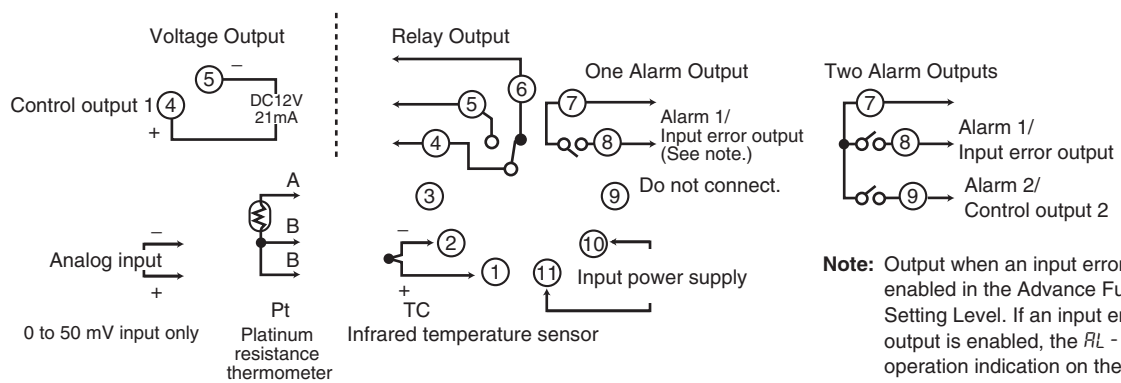 Voltage Output
Relay Output
One Alarm Output
Two Alarm Outputs
Control output 1
4
+
5
−
DC12V
21mA
6
5
4
3
7
8
Alarm 1/
Input error output
(See note.)
9
Do not connect.
7
8
Alarm 1/
Input error output
9
Alarm 2/
Control output 2
Analog input
−
+
0 to 50 mV input only
A
B
B
Pt
Platinum
resistance
thermometer
−
2
1
+
TC
Infrared temperature sensor
10
11
Input power supply
Note: Output when an input error
enabled in the Advance Fu
Setting Level. If an input er
output is enabled, the AL -
operation indication on the